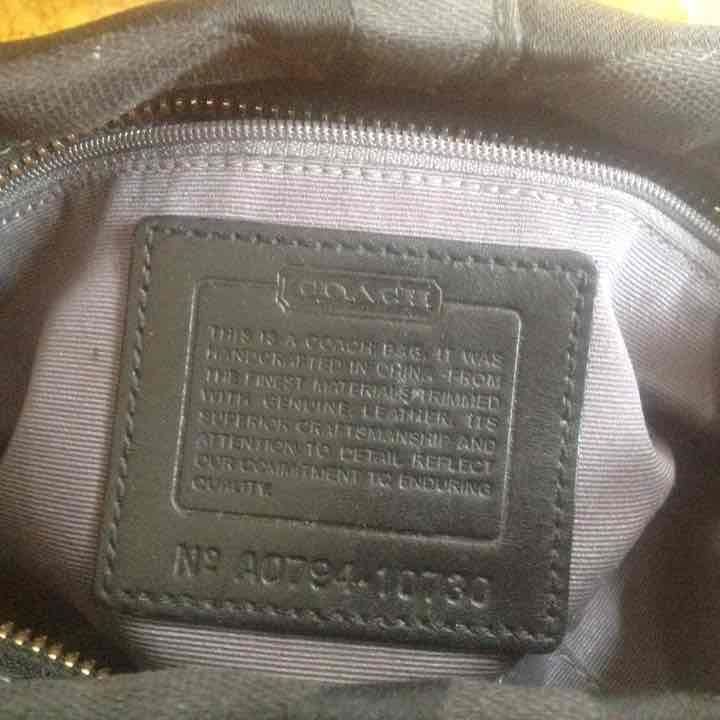 COACH
THIS IS A COACH BAG. IT WAS
HANDCRAFTED IN CHINA FROM
THE FINEST MATERIALS TRIMMED
WITH GENUINE LEATHER. ITS
SUPERIOR CRAFTSMANSHIP AND
ATTENTION TO DETAIL REFLECT
OUR COMMITMENT TO ENDURING
QUALITY.
Nº A0794-10730